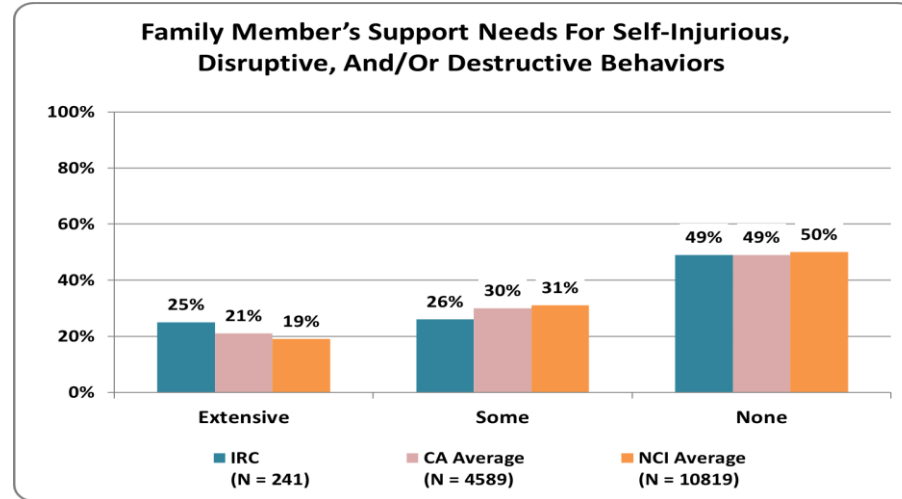 Family Member’s Support Needs For Self-Injurious,
Disruptive, And/Or Destructive Behaviors
100%
80%
60%
40%
20%
0%
25%
21%
19%
26%
30%
31%
49%
49%
50%
Extensive
Some
None
IRC
(N = 241)
CA Average
(N = 4589)
NCI Average
(N = 10819)